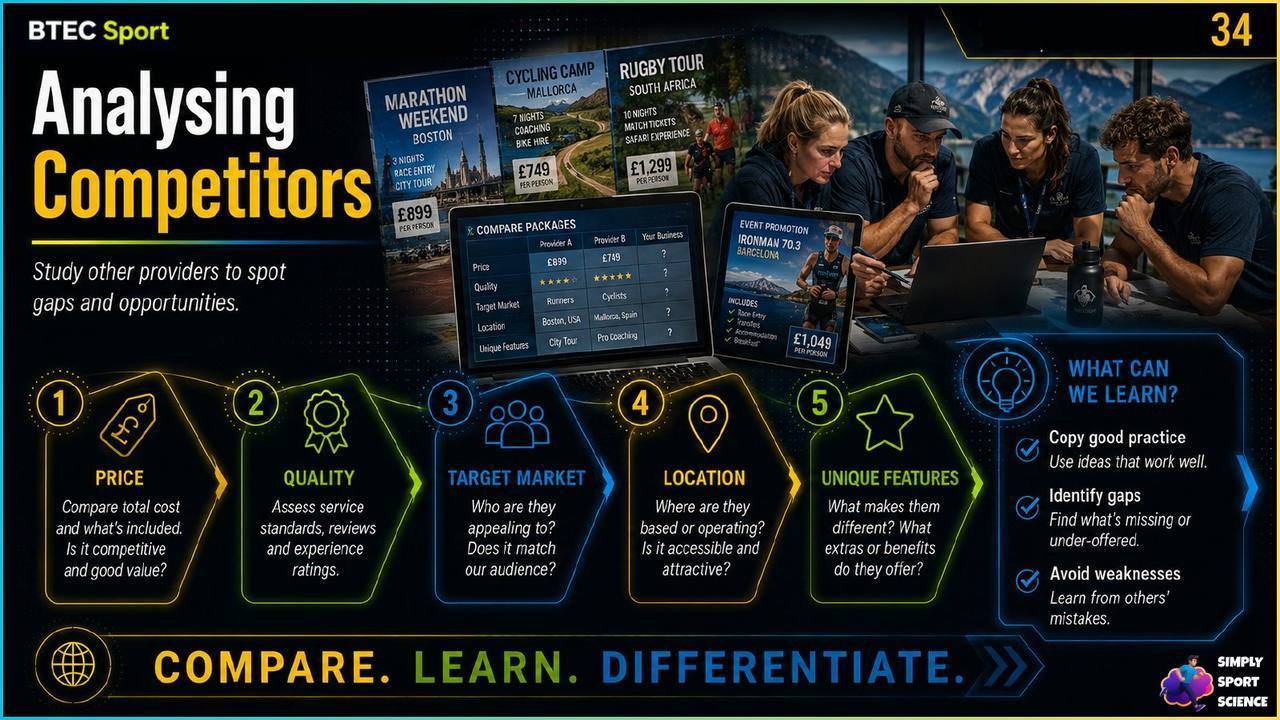 BTEC Sport
34
Analysing
Competitors
Study other providers to spot
gaps and opportunities.
MARATHON
WEEKEND
BOSTON
3 NIGHTS
RACE ENTRY
CITY TOUR
£899
PER PERSON
CYCLING CAMP
MALLORCA
7 NIGHTS
COACHING
BIKE HIRE
£749
PER PERSON
RUGBY TOUR
SOUTH AFRICA
10 NIGHTS
MATCH TICKETS
SAFARI EXPERIENCE
£1,299
PER PERSON
COMPARE PACKAGES
Provider A Provider B Your Business
Price £899 £749 ?
Quality ★★★★☆ ★★★★★ ?
Target Market Runners Cyclists ?
Location Boston, USA Mallorca, Spain ?
Unique Features City Tour Pro Coaching ?
EVENT PROMOTION
IRONMAN 70.3
BARCELONA
INCLUDES
✓ Race Entry
✓ Transfers
✓ Accommodation
✓ Breakfast
£1,049
PER PERSON
1
PRICE
Compare total cost
and what's included.
Is it competitive
and good value?
2
QUALITY
Assess service
standards, reviews
and experience
ratings.
3
TARGET MARKET
Who are they
appealing to?
Does it match
our audience?
4
LOCATION
Where are they
based or operating?
Is it accessible and
attractive?
5
UNIQUE FEATURES
What makes them
different? What
extras or benefits
do they offer?
WHAT CAN
WE LEARN?
Copy good practice
Use ideas that work well.
Identify gaps
Find what's missing or
under-offered.
Avoid weaknesses
Learn from others'
mistakes.
COMPARE. LEARN. DIFFERENTIATE.
SIMPLY
SPORT
SCIENCE